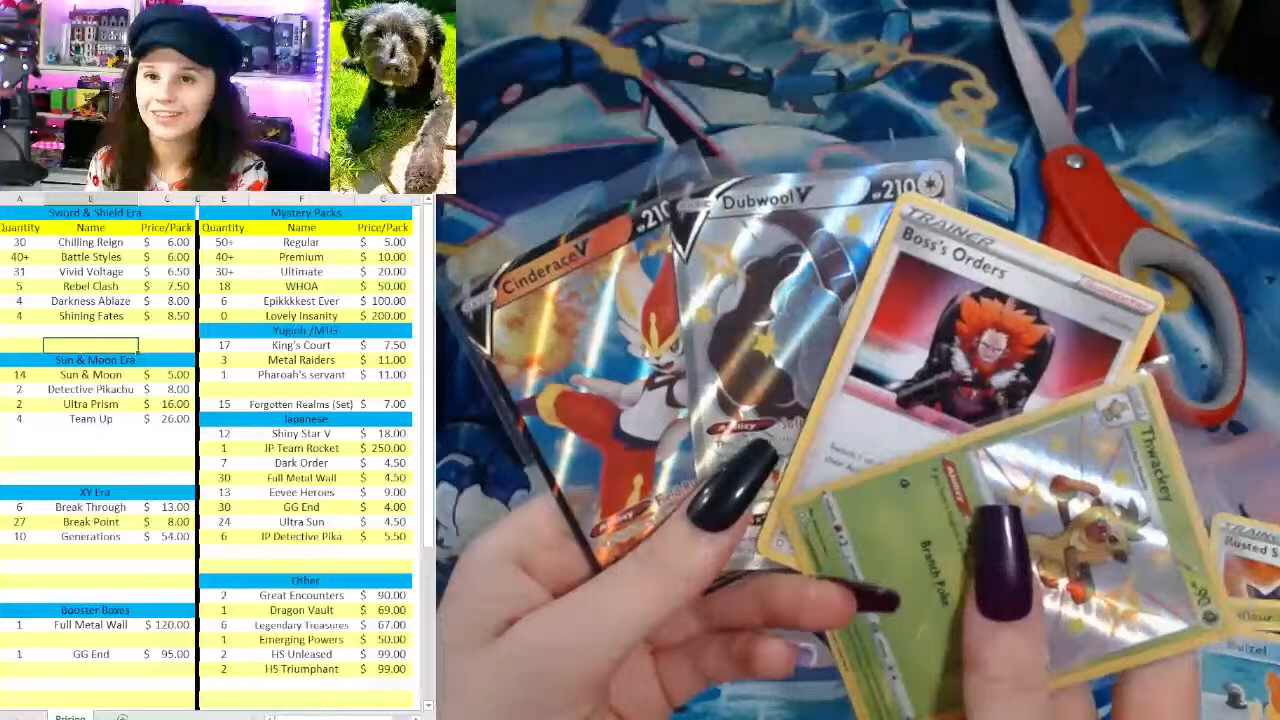 A B C E F G
Quantity Name Price/Pack
Sword & Shield Era
30 Chilling Reign $ 6.00
40+ Battle Styles $ 6.00
31 Vivid Voltage $ 6.50
5 Rebel Clash $ 7.50
4 Darkness Ablaze $ 8.00
4 Shining Fates $ 8.50
Sun & Moon Era
14 Sun & Moon $ 5.00
2 Detective Pikachu $ 8.00
2 Ultra Prism $ 16.00
4 Team Up $ 26.00
XY Era
6 Break Through $ 13.00
27 Break Point $ 8.00
10 Generations $ 54.00
Booster Boxes
1 Full Metal Wall $ 120.00
1 GG End $ 95.00
Mystery Packs
Quantity Name Price/Pack
50+ Regular $ 5.00
40+ Premium $ 10.00
30+ Ultimate $ 20.00
18 WHOA $ 50.00
6 Epikkkkest Ever $ 100.00
0 Lovely Insanity $ 200.00
Yugioh /MTG
17 King's Court $ 7.50
3 Metal Raiders $ 11.00
1 Pharoah's servant $ 11.00
15 Forgotten Realms (Set) $ 7.00
Japanese
12 Shiny Star V $ 18.00
1 JP Team Rocket $ 250.00
7 Dark Order $ 4.50
30 Full Metal Wall $ 4.50
13 Eevee Heroes $ 9.00
30 GG End $ 4.00
24 Ultra Sun $ 4.50
6 JP Detective Pika $ 5.50
Other
2 Great Encounters $ 90.00
1 Dragon Vault $ 69.00
6 Legendary Treasures $ 67.00
1 Emerging Powers $ 50.00
2 HS Unleased $ 99.00
2 HS Triumphant $ 99.00
Pricing
Cinderace V 210
Dubwool V 210
ABILITY
TRAINER
Boss's Orders
Supporter
Thwackey
90
ABILITY
Branch Poke
TRAINER
Rusted
Buizel